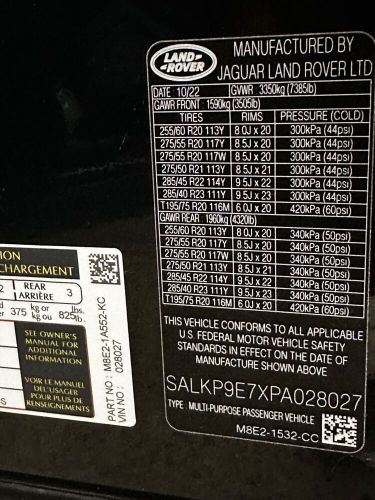 LAND
ROVER
MANUFACTURED BY
JAGUAR LAND ROVER LTD
DATE 10/22 GVWR 3350kg (7385lb)
GAWR FRONT 1590kg (3505lb)
TIRES RIMS PRESSURE (COLD)
255/60 R20 113Y 8.0J x 20 300kPa (44psi)
275/55 R20 117Y 8.5J x 20 300kPa (44psi)
275/55 R20 117W 8.5J x 20 300kPa (44psi)
275/50 R21 113Y 8.5J x 21 300kPa (44psi)
285/45 R22 114Y 9.5J x 22 300kPa (44psi)
285/40 R23 111Y 9.5J x 23 300kPa (44psi)
T195/75 R20 116M 6.0J x 20 420kPa (60psi)
GAWR REAR 1960kg (4320lb)
255/60 R20 113Y 8.0J x 20 340kPa (50psi)
275/55 R20 117Y 8.5J x 20 340kPa (50psi)
275/55 R20 117W 8.5J x 20 340kPa (50psi)
275/50 R21 113Y 8.5J x 21 340kPa (50psi)
285/45 R22 114Y 9.5J x 22 340kPa (50psi)
285/40 R23 111Y 9.5J x 23 340kPa (50psi)
T195/75 R20 116M 6.0J x 20 420kPa (60psi)
THIS VEHICLE CONFORMS TO ALL APPLICABLE
U.S. FEDERAL MOTOR VEHICLE SAFETY
STANDARDS IN EFFECT ON THE DATE OF
MANUFACTURE SHOWN ABOVE
SALKP9E7XPA028027
TYPE: MULTI-PURPOSE PASSENGER VEHICLE
M8E2-1532-CC
CHARGEMENT
2 REAR
ARRIÈRE 3
375 kg or
kg ou 825 lbs.
lb.
SEE OWNER'S
MANUAL FOR
ADDITIONAL
INFORMATION
VOIR LE MANUEL
DEL'USAGER
POUR PLUS DE
RENSEIGNEMENTS
PART NO : M8E2-1A552-KC
VIN NO : 028027